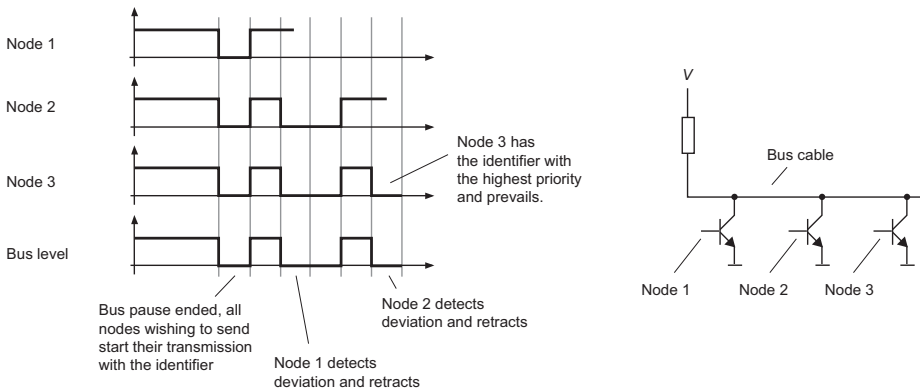 Node 1
Node 2
Node 3
Bus level
Node 3 has
the identifier with
the highest priority
and prevails.
Bus pause ended, all
nodes wishing to send
start their transmission
with the identifier
Node 1 detects
deviation and retracts
Node 2 detects
deviation and retracts
V
Bus cable
Node 1
Node 2
Node 3